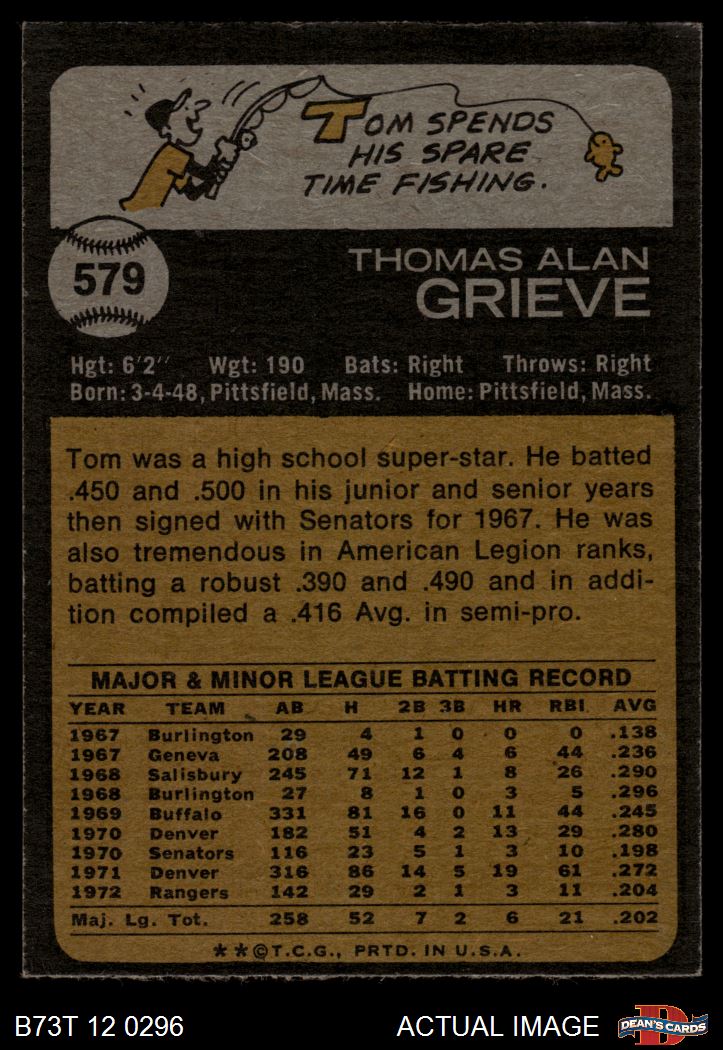 TOM SPENDS
HIS SPARE
TIME FISHING.
579
THOMAS ALAN
GRIEVE
Hgt: 6'2" Wgt: 190 Bats: Right Throws: Right
Born: 3-4-48, Pittsfield, Mass. Home: Pittsfield, Mass.
Tom was a high school super-star. He batted
.450 and .500 in his junior and senior years
then signed with Senators for 1967. He was
also tremendous in American Legion ranks,
batting a robust .390 and .490 and in addi-
tion compiled a .416 Avg. in semi-pro.
MAJOR & MINOR LEAGUE BATTING RECORD
YEAR TEAM AB H 2B 3B HR RBI AVG
1967 Burlington 29 4 1 0 0 0 .138
1967 Geneva 208 49 6 4 6 44 .236
1968 Salisbury 245 71 12 1 8 26 .290
1968 Burlington 27 8 1 0 3 5 .296
1969 Buffalo 331 81 16 0 11 44 .245
1970 Denver 182 51 4 2 13 29 .280
1970 Senators 116 23 5 1 3 10 .198
1971 Denver 316 86 14 5 19 61 .272
1972 Rangers 142 29 2 1 3 11 .204
Maj. Lg. Tot. 258 52 7 2 6 21 .202
**©T.C.G., PRTD. IN U.S.A.
B73T 12 0296 ACTUAL IMAGE D DEAN'S CARDS